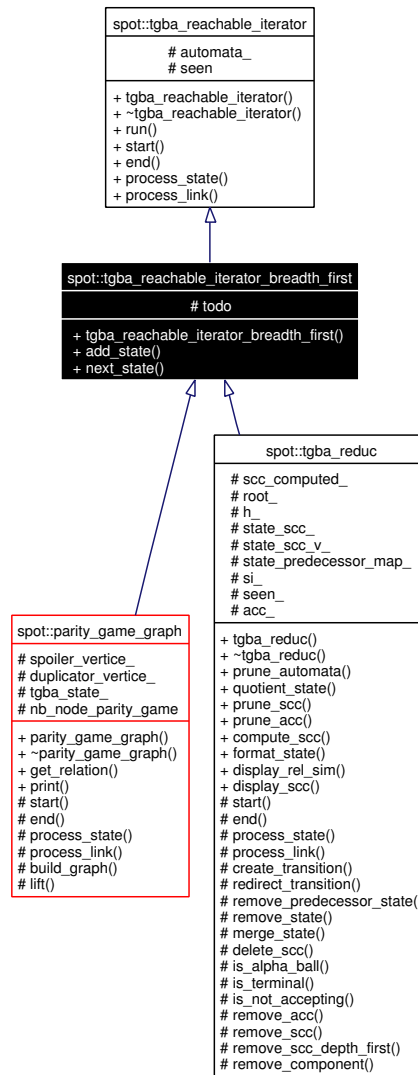 spot::tgba_reachable_iterator
# automata_
# seen
+ tgba_reachable_iterator()
+ ~tgba_reachable_iterator()
+ run()
+ start()
+ end()
+ process_state()
+ process_link()
spot::tgba_reachable_iterator_breadth_first
# todo
+ tgba_reachable_iterator_breadth_first()
+ add_state()
+ next_state()
spot::parity_game_graph
# spoiler_vertice_
# duplicator_vertice_
# tgba_state_
# nb_node_parity_game
+ parity_game_graph()
+ ~parity_game_graph()
+ get_relation()
+ print()
# start()
# end()
# process_state()
# process_link()
# build_graph()
# lift()
spot::tgba_reduc
# scc_computed_
# root_
# h_
# state_scc_
# state_scc_v_
# state_predecessor_map_
# si_
# seen_
# acc_
+ tgba_reduc()
+ ~tgba_reduc()
+ prune_automata()
+ quotient_state()
+ prune_scc()
+ prune_acc()
+ compute_scc()
+ format_state()
+ display_rel_sim()
+ display_scc()
# start()
# end()
# process_state()
# process_link()
# create_transition()
# redirect_transition()
# remove_predecessor_state()
# remove_state()
# merge_state()
# delete_scc()
# is_alpha_ball()
# is_terminal()
# is_not_accepting()
# remove_acc()
# remove_scc()
# remove_scc_depth_first()
# remove_component()